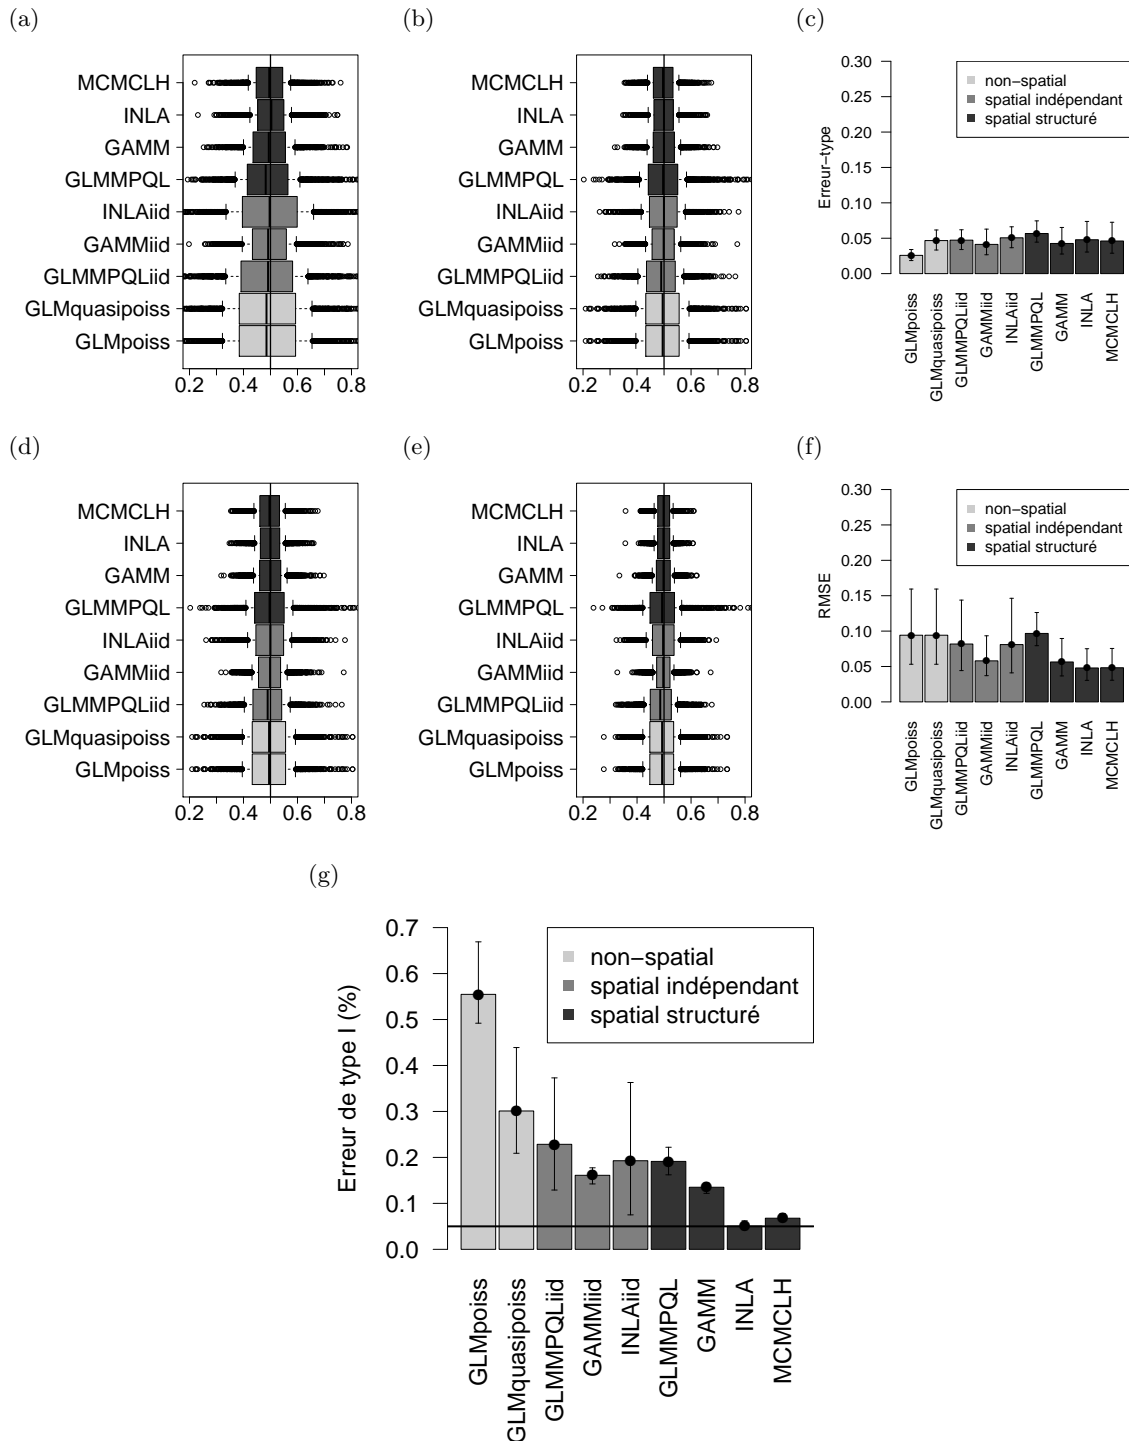 (a)
MCMCLH
INLA
GAMM
GLMMPQL
INLAiid
GAMMiid
GLMMPQLiid
GLMquasipoiss
GLMpoiss
0.2 0.4 0.6 0.8
(b)
MCMCLH
INLA
GAMM
GLMMPQL
INLAiid
GAMMiid
GLMMPQLiid
GLMquasipoiss
GLMpoiss
0.2 0.4 0.6 0.8
(c)
Erreur−type
0.30
0.25
0.20
0.15
0.10
0.05
0.00
non−spatial
spatial indépendant
spatial structuré
GLMpoiss
GLMquasipoiss
GLMMPQLiid
GAMMiid
INLAiid
GLMMPQL
GAMM
INLA
MCMCLH
(d)
MCMCLH
INLA
GAMM
GLMMPQL
INLAiid
GAMMiid
GLMMPQLiid
GLMquasipoiss
GLMpoiss
0.2 0.4 0.6 0.8
(e)
MCMCLH
INLA
GAMM
GLMMPQL
INLAiid
GAMMiid
GLMMPQLiid
GLMquasipoiss
GLMpoiss
0.2 0.4 0.6 0.8
(f)
RMSE
0.30
0.25
0.20
0.15
0.10
0.05
0.00
non−spatial
spatial indépendant
spatial structuré
GLMpoiss
GLMquasipoiss
GLMMPQLiid
GAMMiid
INLAiid
GLMMPQL
GAMM
INLA
MCMCLH
(g)
Erreur de type I (%)
0.7
0.6
0.5
0.4
0.3
0.2
0.1
0.0
non−spatial
spatial indépendant
spatial structuré
GLMpoiss
GLMquasipoiss
GLMMPQLiid
GAMMiid
INLAiid
GLMMPQL
GAMM
INLA
MCMCLH